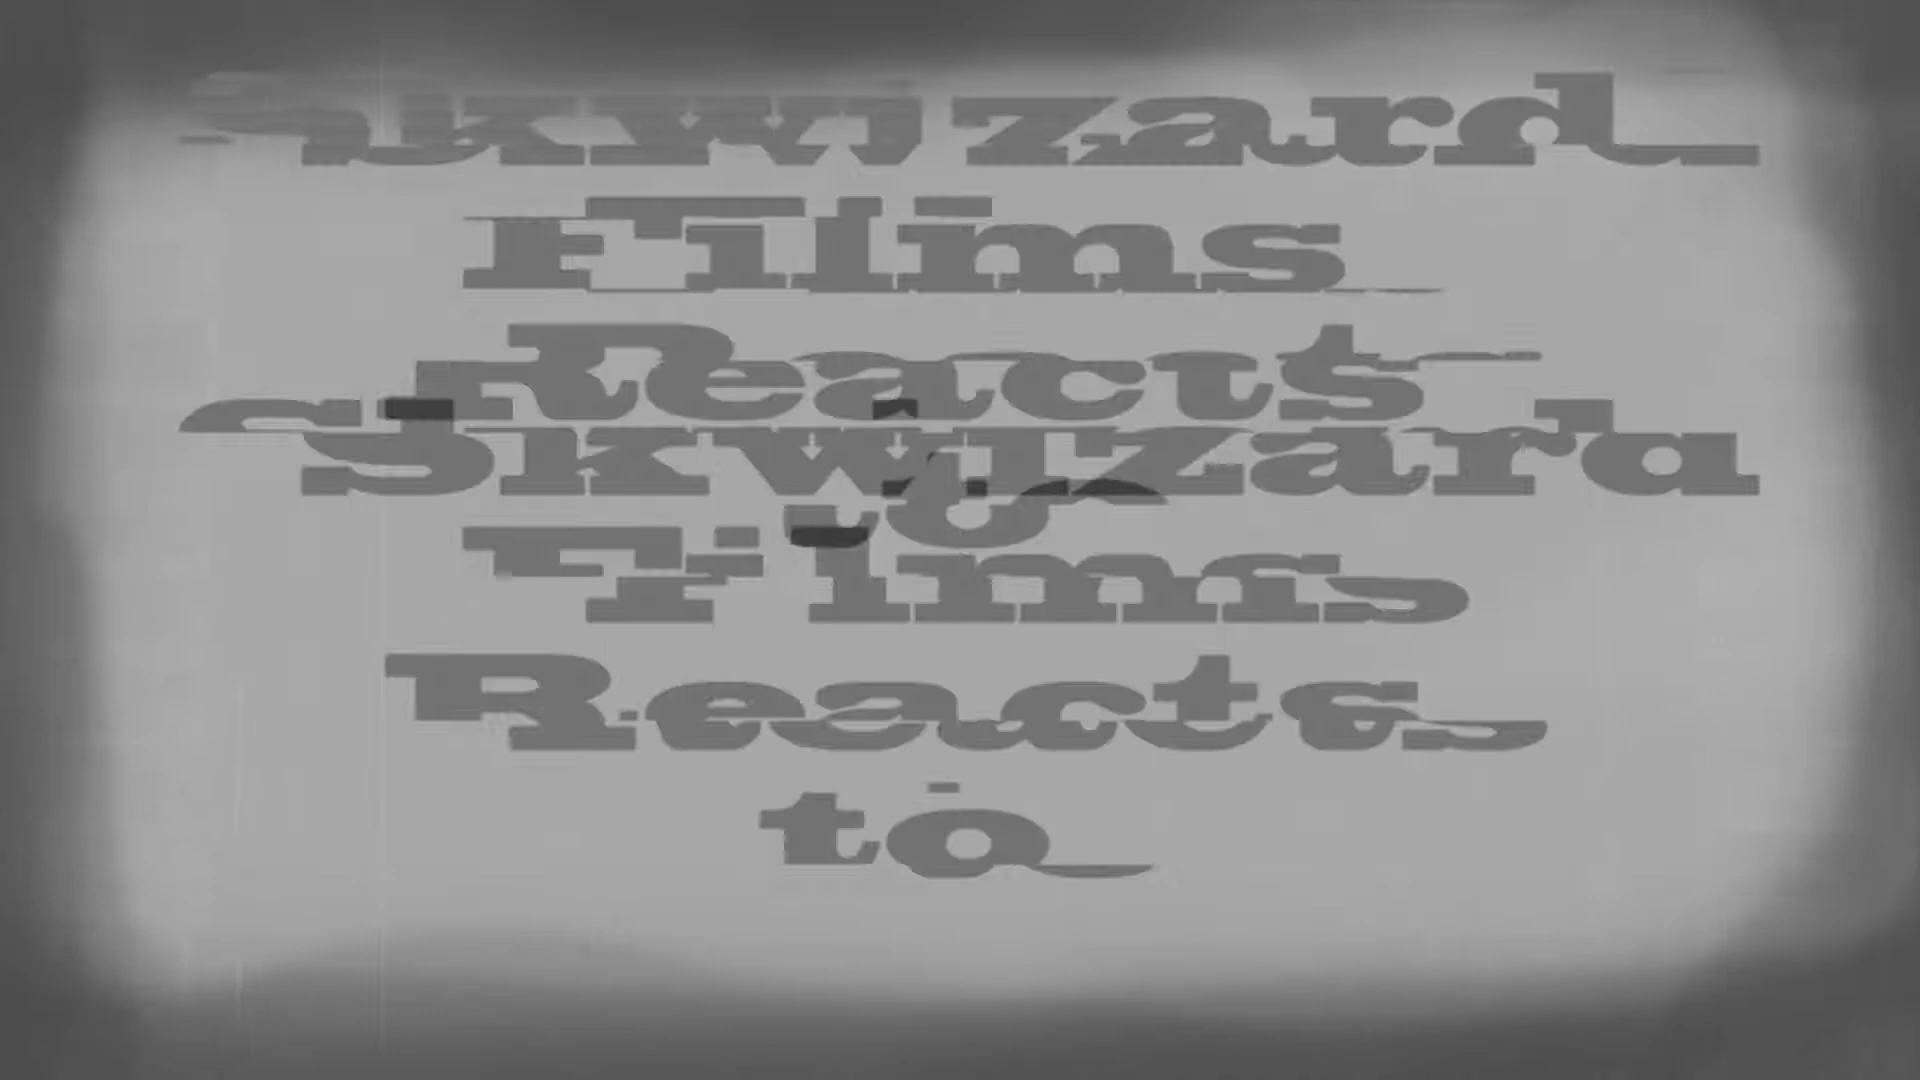 Skwizard
Films
Reacts
Skwizard
to
Films
Reacts
to